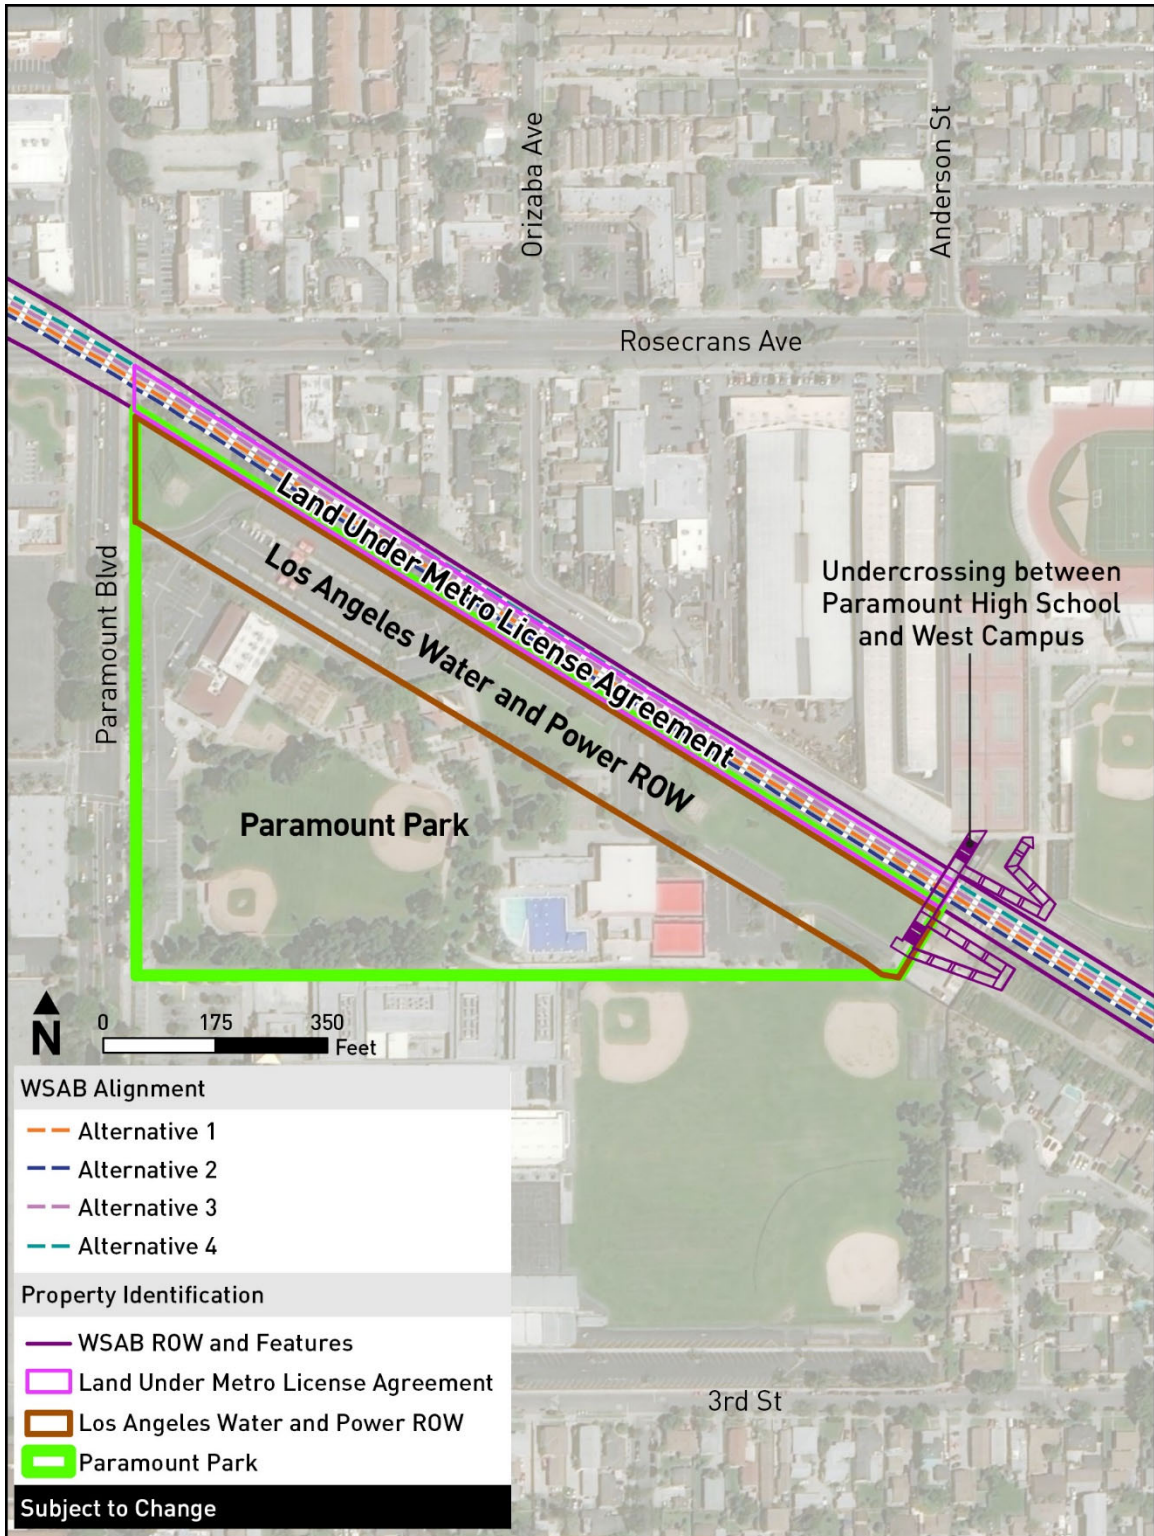 Orizaba Ave
Anderson St
Rosecrans Ave
Paramount Blvd
Land Under Metro License Agreement
Los Angeles Water and Power ROW
Undercrossing between
Paramount High School
and West Campus
Paramount Park
N
0 175 350
Feet
WSAB Alignment
Alternative 1
Alternative 2
Alternative 3
Alternative 4
Property Identification
WSAB ROW and Features
Land Under Metro License Agreement
Los Angeles Water and Power ROW
Paramount Park
Subject to Change
3rd St